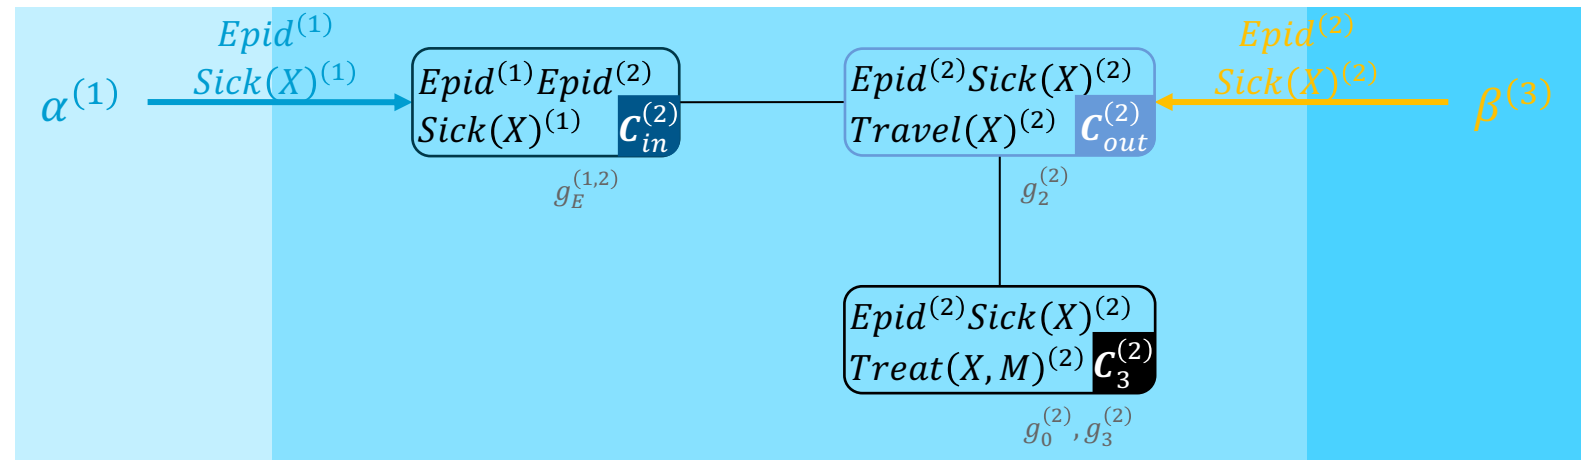 Epid^(1)
Sick(X)^(1)
α^(1)
Epid^(1)Epid^(2)
Sick(X)^(1) C_in^(2)
g_E^(1,2)
Epid^(2)Sick(X)^(2)
Travel(X)^(2) C_out^(2)
g_2^(2)
Epid^(2)
Sick(X)^(2)
β^(3)
Epid^(2)Sick(X)^(2)
Treat(X, M)^(2) C_3^(2)
g_0^(2), g_3^(2)